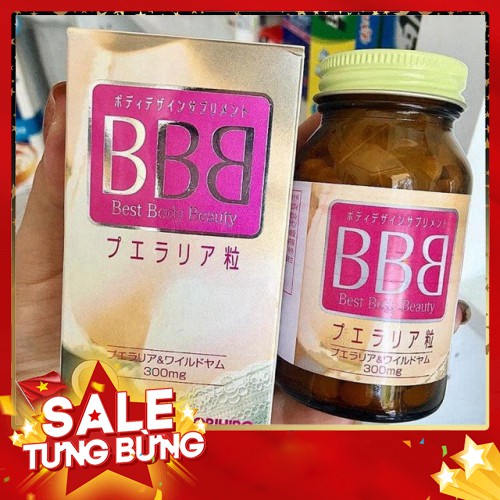 ボディデザインサプリメント
BBB
Best Body Beauty
プエラリア粒
プエラリア&ワイルドヤム
300mg
ORIHIRO
ボディデザインサプリメント
BBB
Best Body Beauty
プエラリア粒
プエラリア&ワイルドヤム
300mg
SALE
TƯNG BỪNG